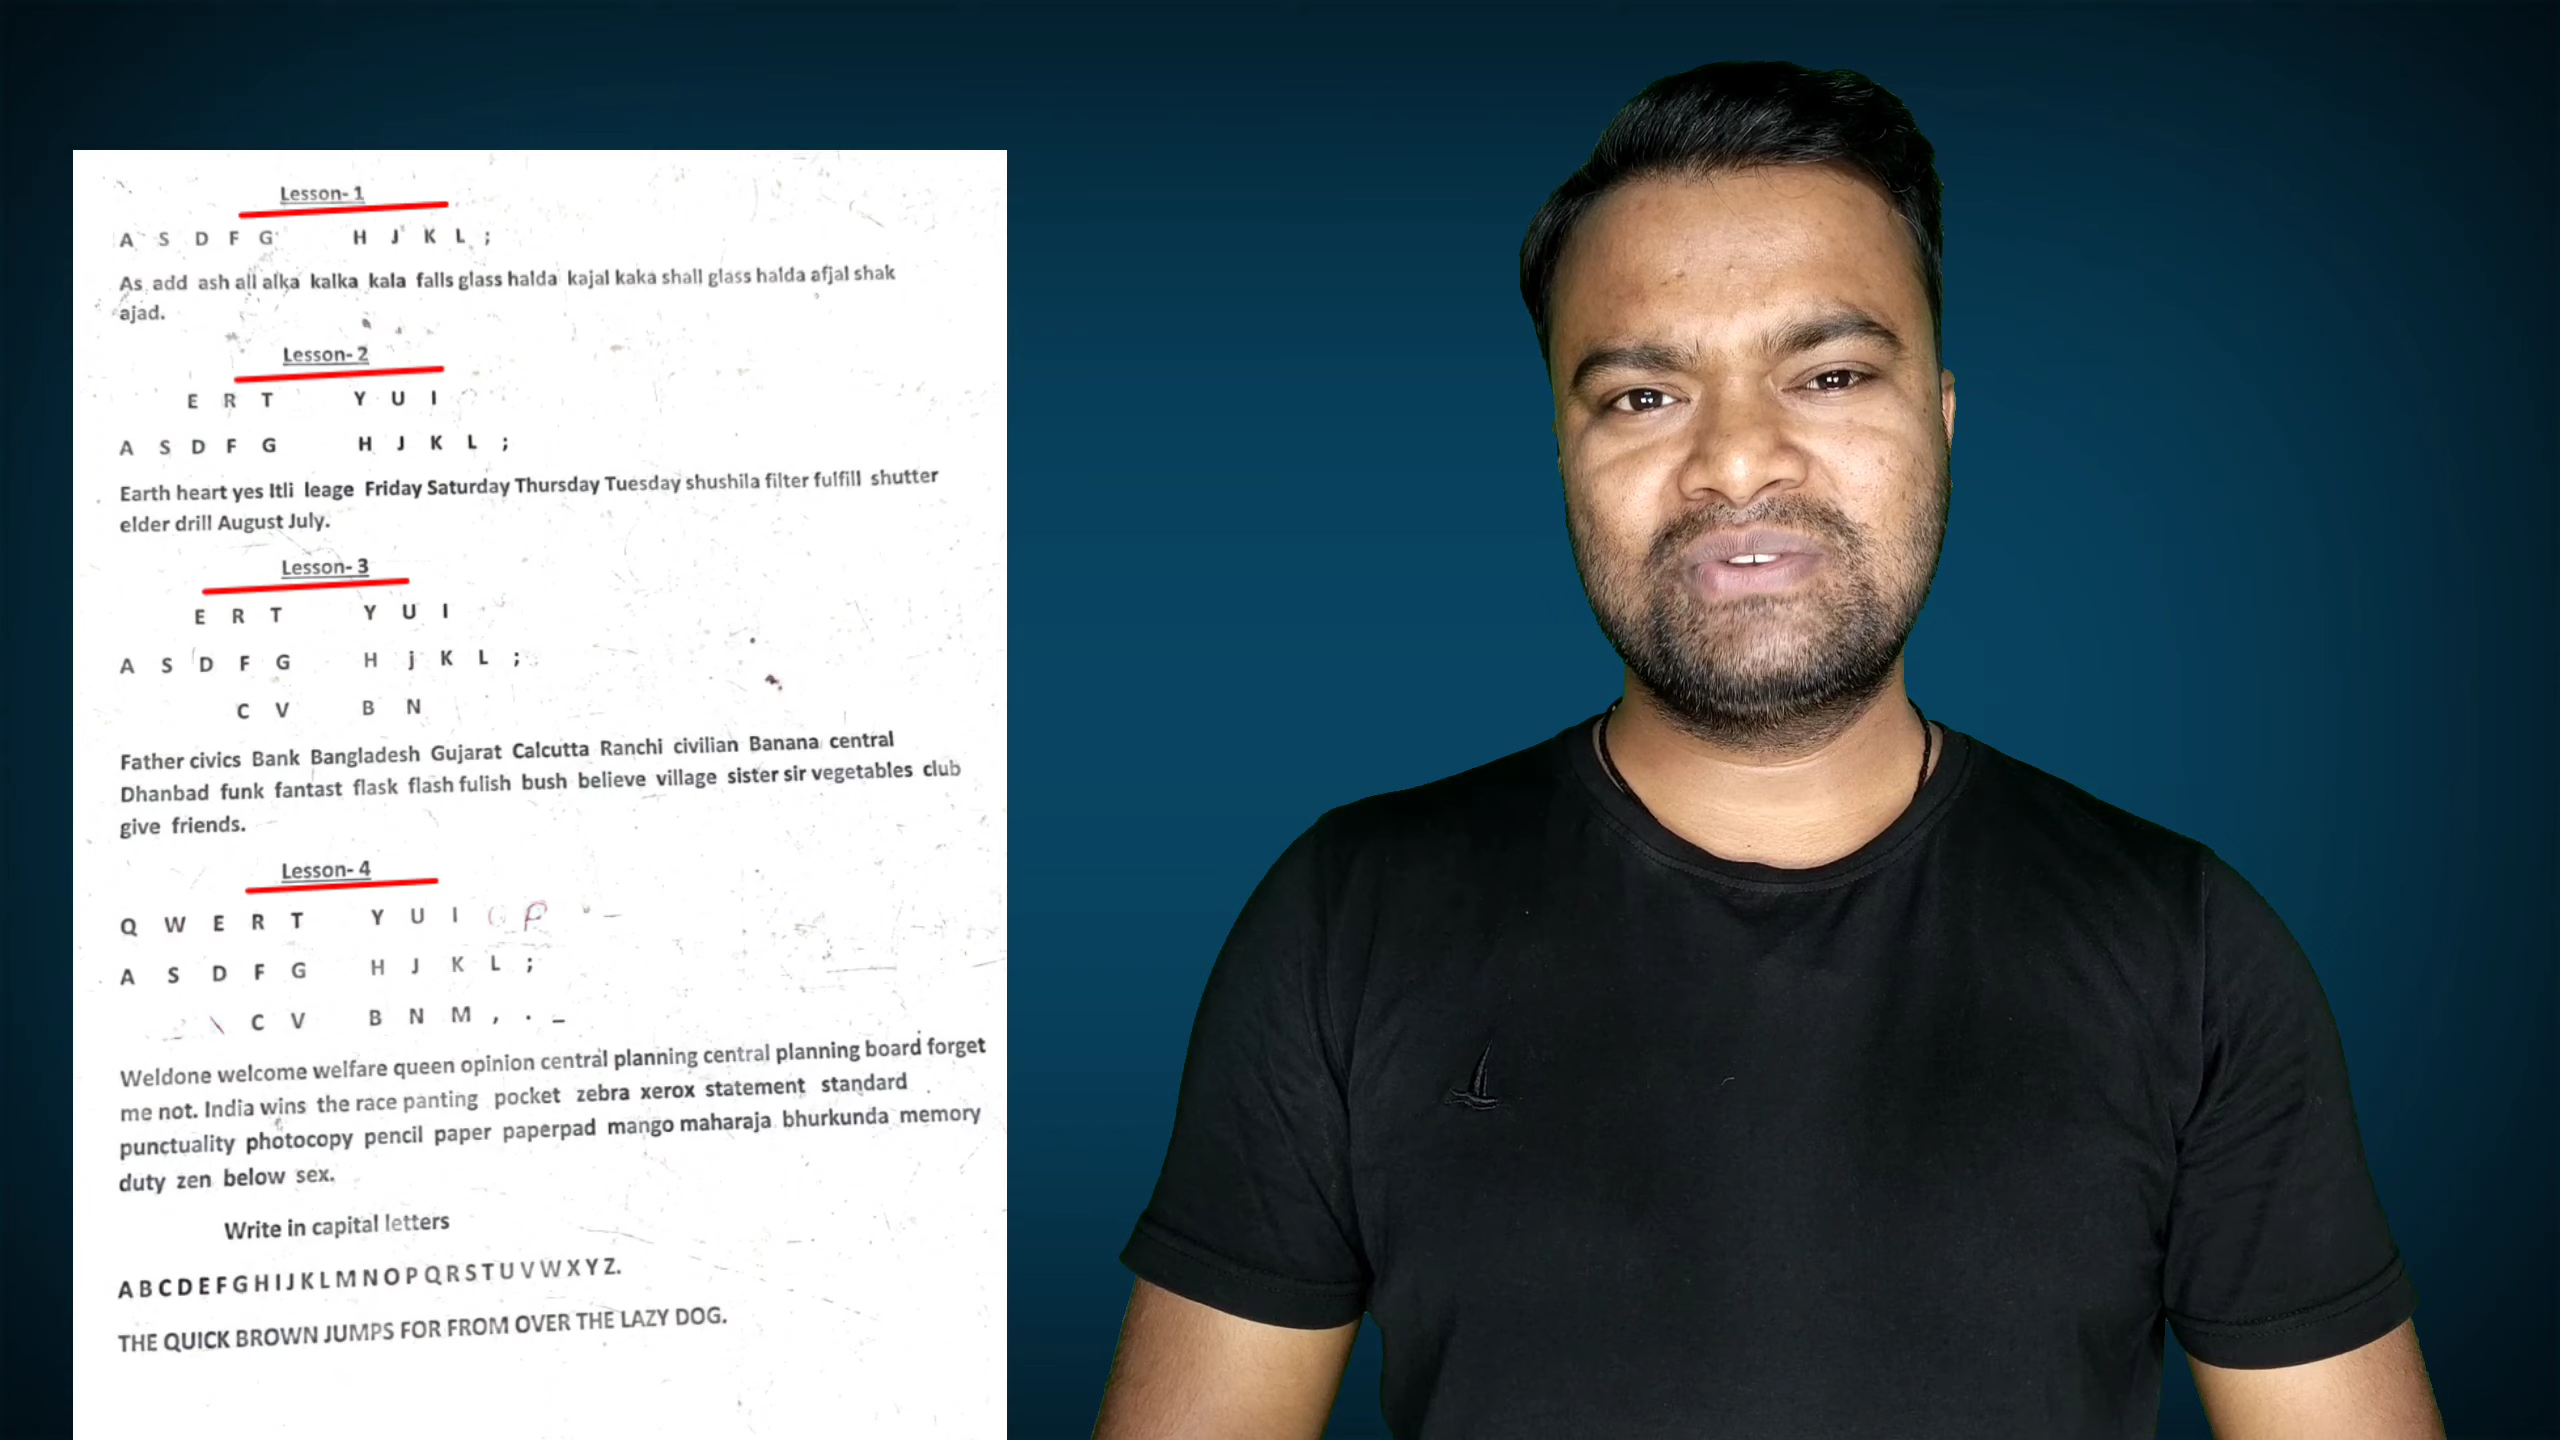 Lesson- 1
A S D F G H J K L ;
As add ash all alka kalka kala falls glass halda kajal kaka shall glass halda afjal shak
ajad.
Lesson- 2
E R T Y U I
A S D F G H J K L ;
Earth heart yes Itli leage Friday Saturday Thursday Tuesday shushila filter fulfill shutter
elder drill August July.
Lesson- 3
E R T Y U I
A S D F G H j K L ;
C V B N
Father civics Bank Bangladesh Gujarat Calcutta Ranchi civilian Banana central
Dhanbad funk fantast flask flash fulish bush believe village sister sir vegetables club
give friends.
Lesson- 4
Q W E R T Y U I P
A S D F G H J K L ;
C V B N M , . _
Weldone welcome welfare queen opinion central planning central planning board forget
me not. India wins the race panting pocket zebra xerox statement standard
punctuality photocopy pencil paper paperpad mango maharaja bhurkunda memory
duty zen below sex.
Write in capital letters
A B C D E F G H I J K L M N O P Q R S T U V W X Y Z.
THE QUICK BROWN JUMPS FOR FROM OVER THE LAZY DOG.